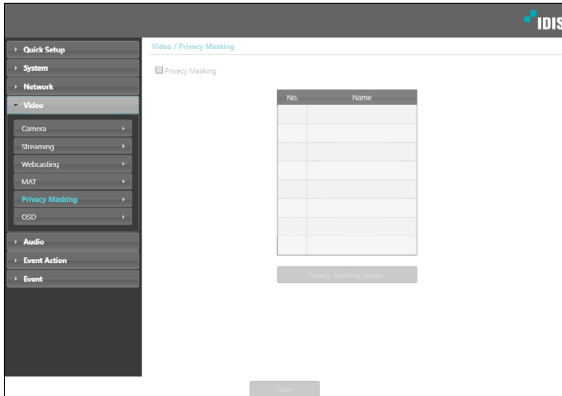 IDIS
Quick Setup
System
Network
Video
Camera
Streaming
Webcasting
MAT
Privacy Masking
OSD
Audio
Event Action
Event
Video / Privacy Masking
Privacy Masking
No. Name
Privacy Masking Setup...
Save